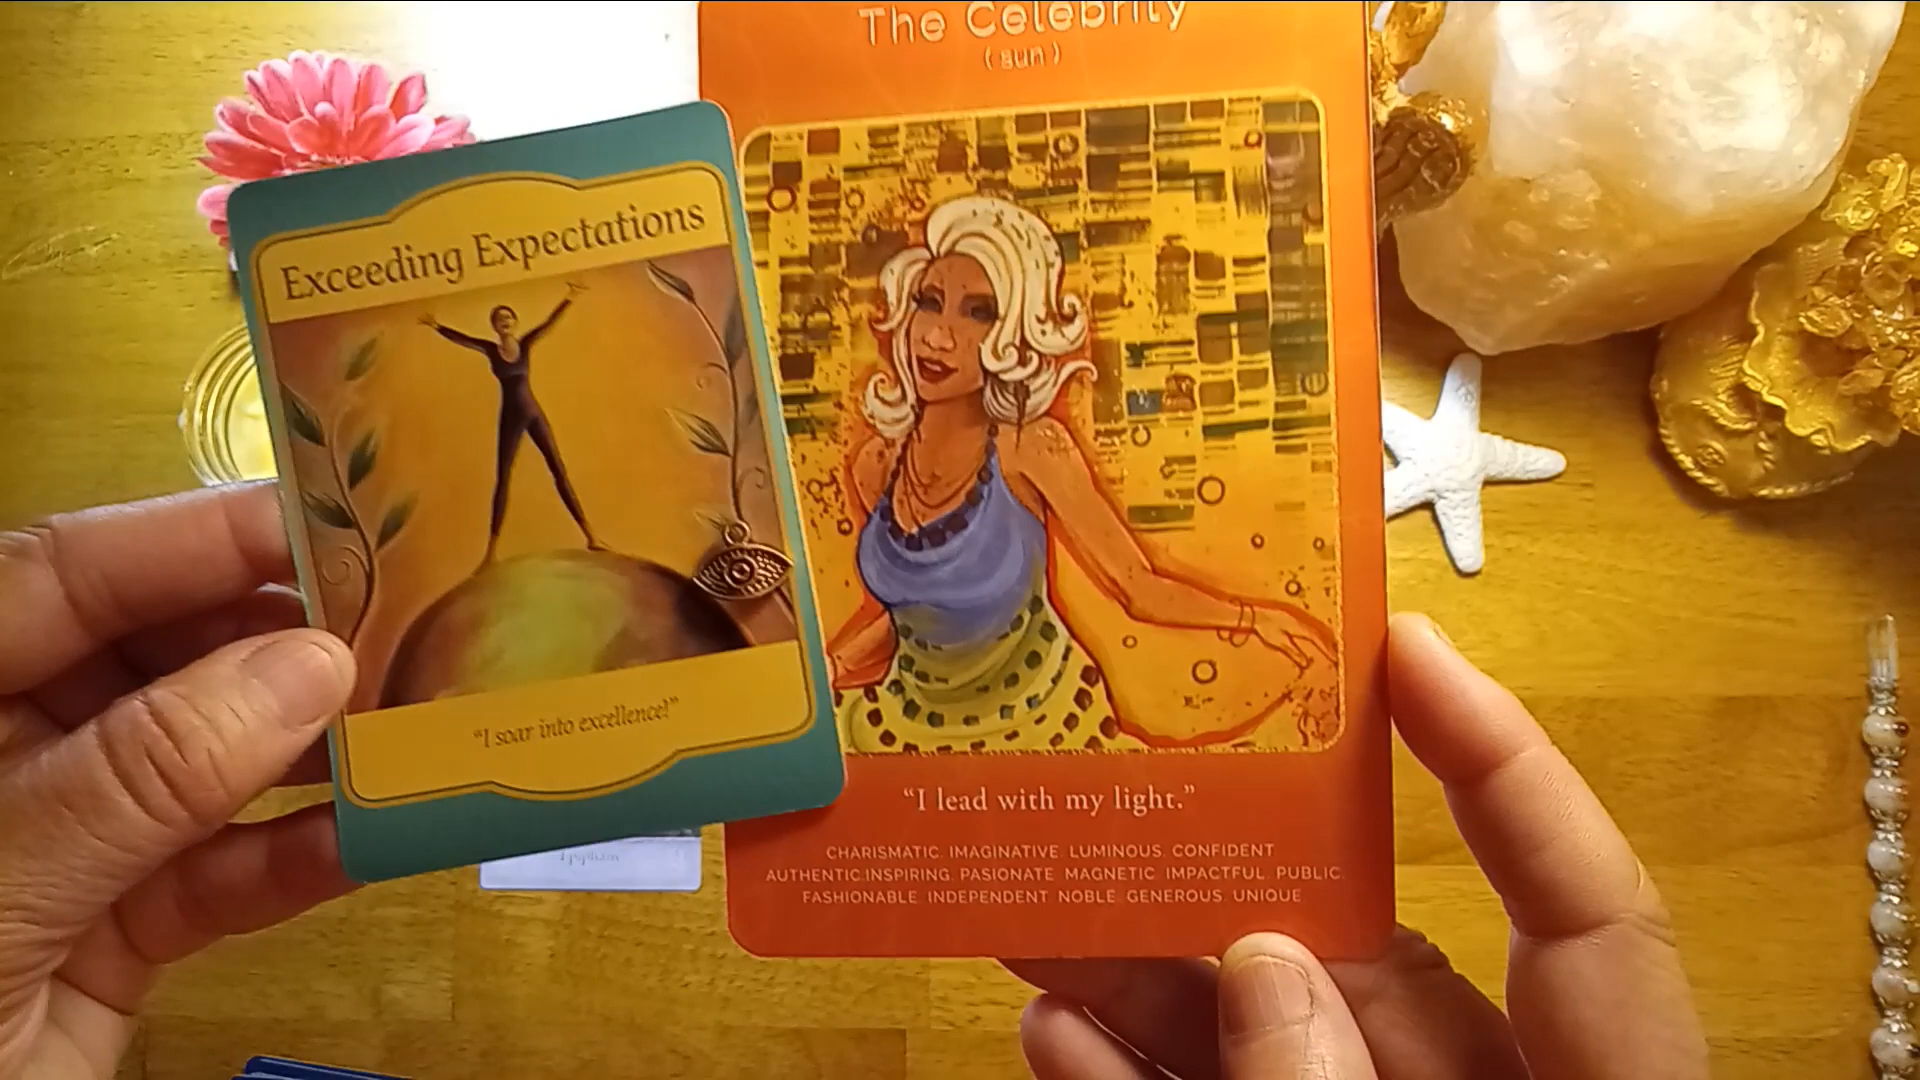 Exceeding Expectations
"I soar into excellence!"
The Celebrity
( sun )
"I lead with my light."
CHARISMATIC. IMAGINATIVE. LUMINOUS. CONFIDENT
AUTHENTIC.INSPIRING. PASIONATE. MAGNETIC. IMPACTFUL. PUBLIC.
FASHIONABLE. INDEPENDENT. NOBLE. GENEROUS. UNIQUE